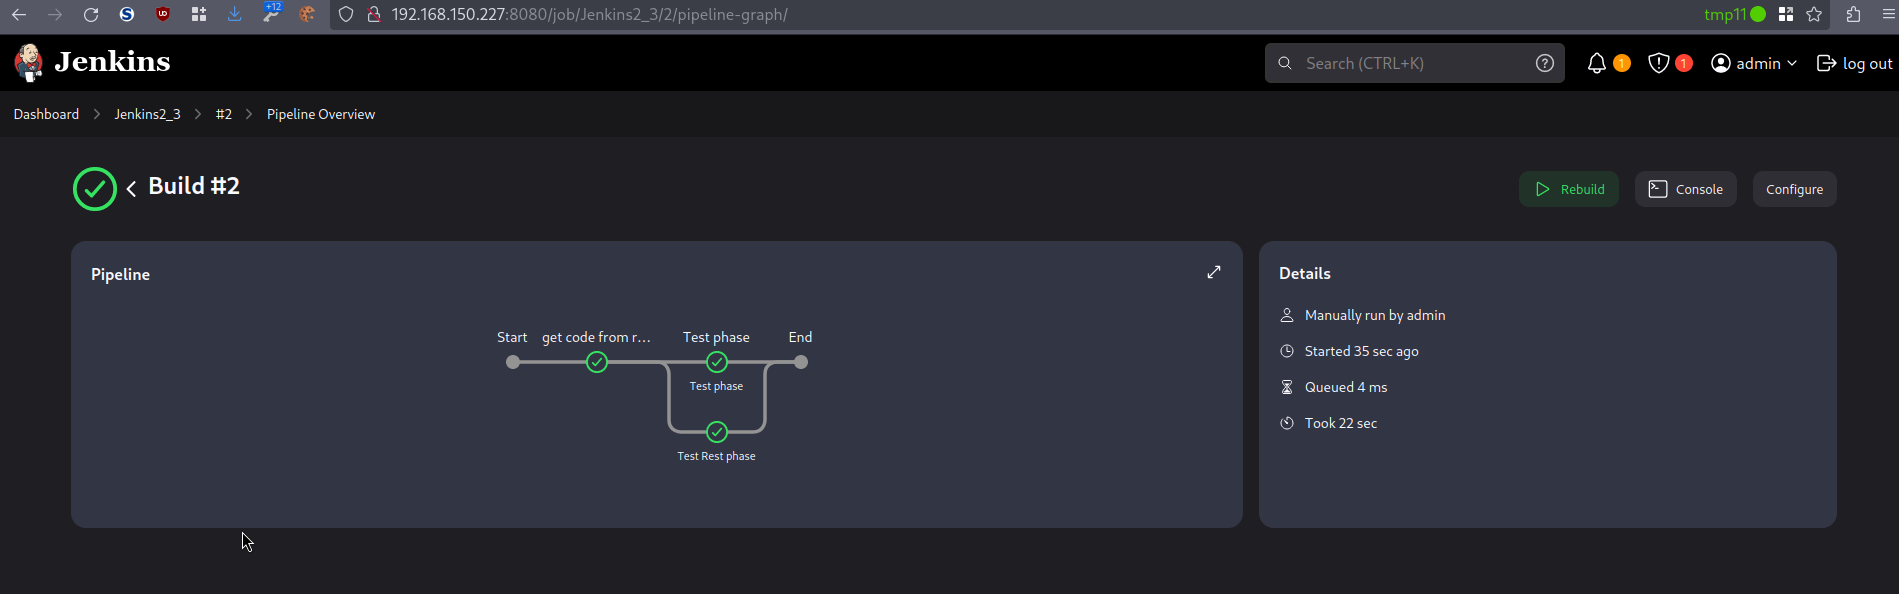 +12
192.168.150.227:8080/job/Jenkins2_3/2/pipeline-graph/
tmp11
Jenkins
Search (CTRL+K)
?
1
1
admin
log out
Dashboard
Jenkins2_3
#2
Pipeline Overview
Build #2
Rebuild
Console
Configure
Pipeline
Start
get code from r...
Test phase
End
Test phase
Test Rest phase
Details
Manually run by admin
Started 35 sec ago
Queued 4 ms
Took 22 sec